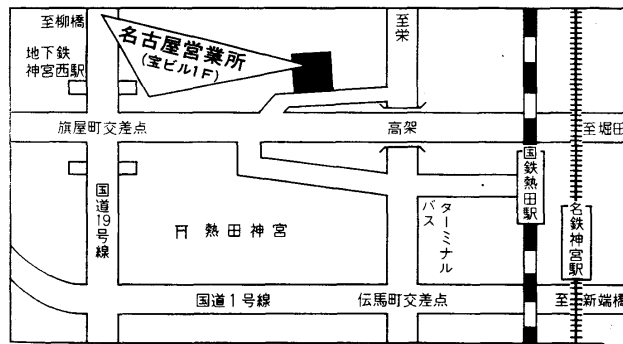 至柳橋
地下鉄
神宮西駅
名古屋営業所
(宝ビル1F)
至栄
旗屋町交差点
高架
至堀田
国鉄熱田駅
国道19号線
熱田神宮
バス
ターミナル
名鉄神宮駅
国道1号線
伝馬町交差点
至
新端橋